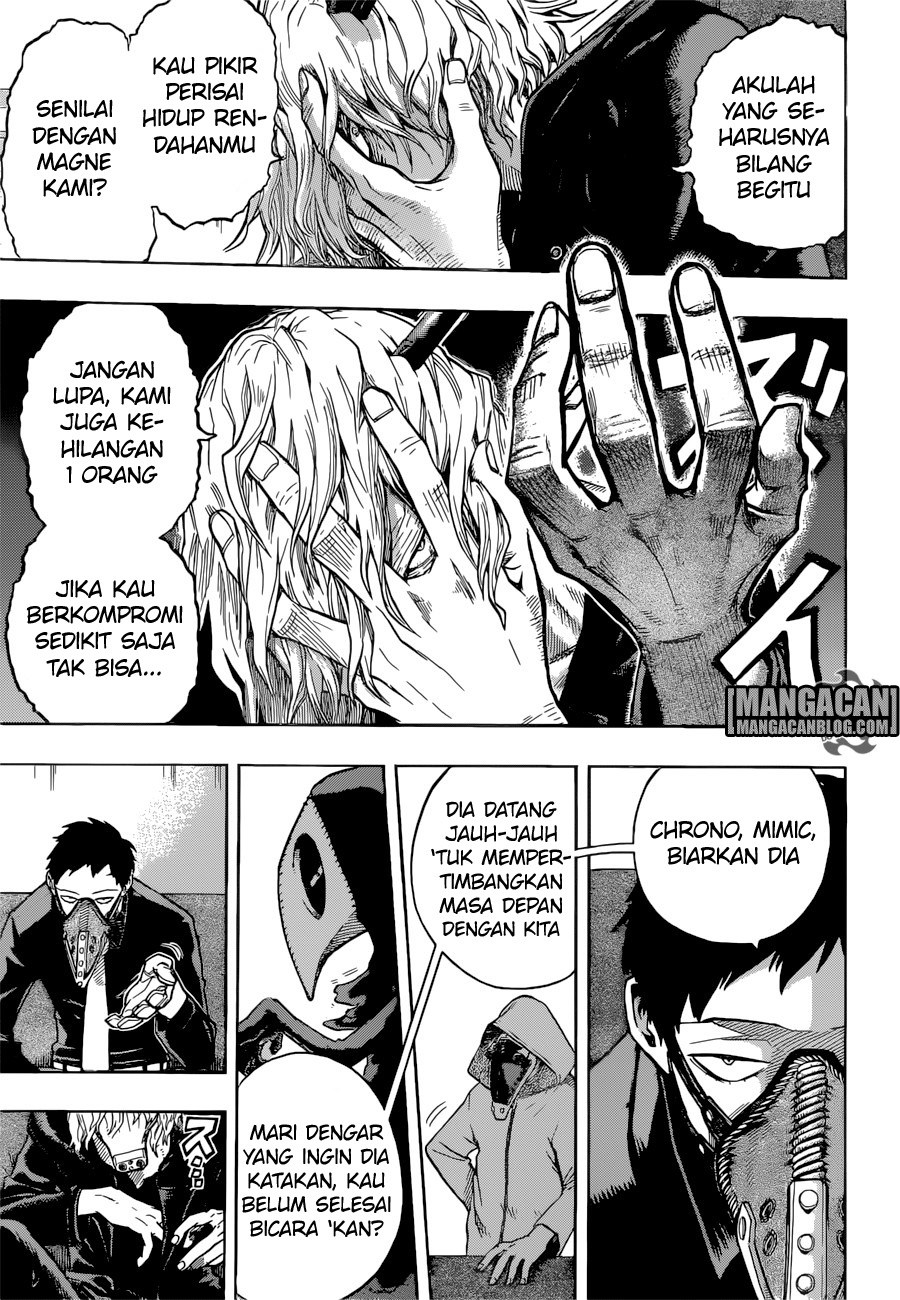 AKULAH
YANG SE-
HARUSNYA
BILANG
BEGITU
KAU PIKIR
PERISAI
HIDUP REN-
DAHANMU
SENILAI
DENGAN
MAGNE
KAMI?
JANGAN
LUPA, KAMI
JUGA KE-
HILANGAN
1 ORANG
JIKA KAU
BERKOMPROMI
SEDIKIT SAJA
TAK BISA...
[MANGACAN]
MANGACANBLOG.COM
CHRONO, MIMIC,
BIARKAN DIA
DIA DATANG
JAUH-JAUH
'TUK MEMPER-
TIMBANGKAN
MASA DEPAN
DENGAN KITA
MARI DENGAR
YANG INGIN DIA
KATAKAN, KAU
BELUM SELESAI
BICARA 'KAN?